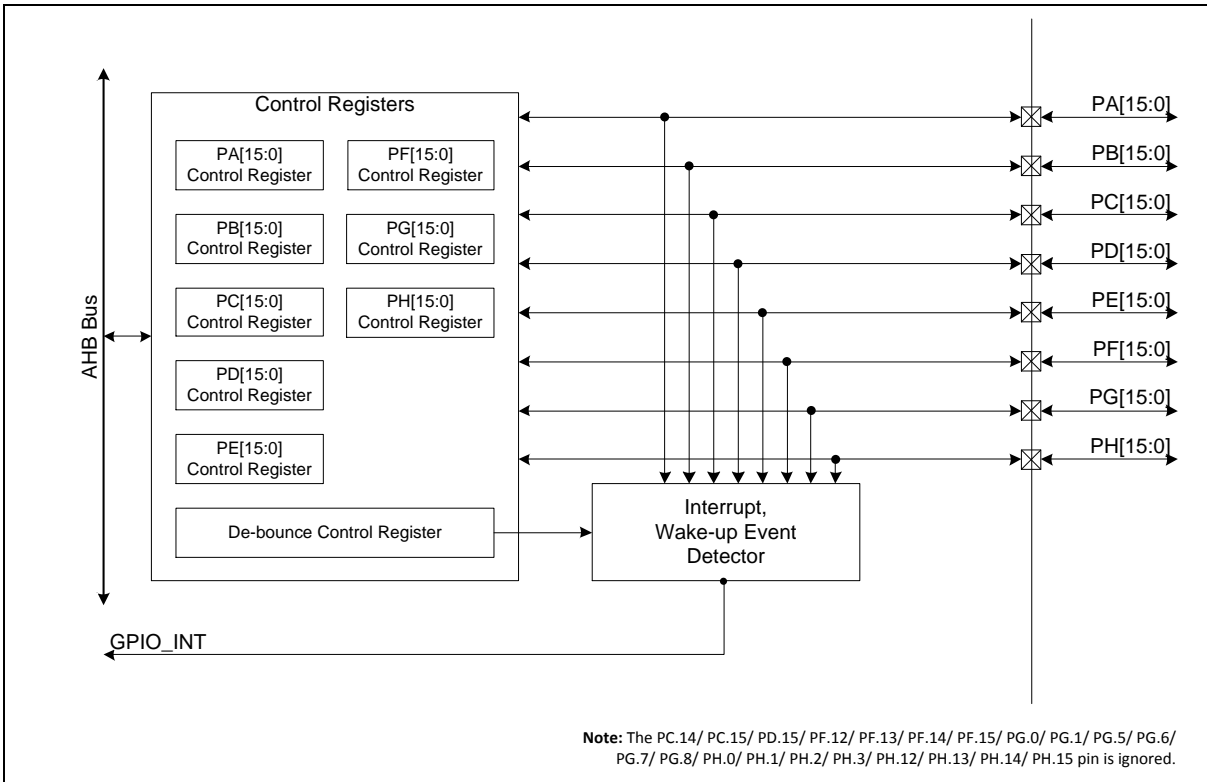 Control Registers
PA[15:0]
Control Register
PF[15:0]
Control Register
PB[15:0]
Control Register
PG[15:0]
Control Register
PC[15:0]
Control Register
PH[15:0]
Control Register
PD[15:0]
Control Register
PE[15:0]
Control Register
De-bounce Control Register
AHB Bus
Interrupt,
Wake-up Event
Detector
GPIO_INT
PA[15:0]
PB[15:0]
PC[15:0]
PD[15:0]
PE[15:0]
PF[15:0]
PG[15:0]
PH[15:0]
Note: The PC.14/ PC.15/ PD.15/ PF.12/ PF.13/ PF.14/ PF.15/ PG.0/ PG.1/ PG.5/ PG.6/
PG.7/ PG.8/ PH.0/ PH.1/ PH.2/ PH.3/ PH.12/ PH.13/ PH.14/ PH.15 pin is ignored.